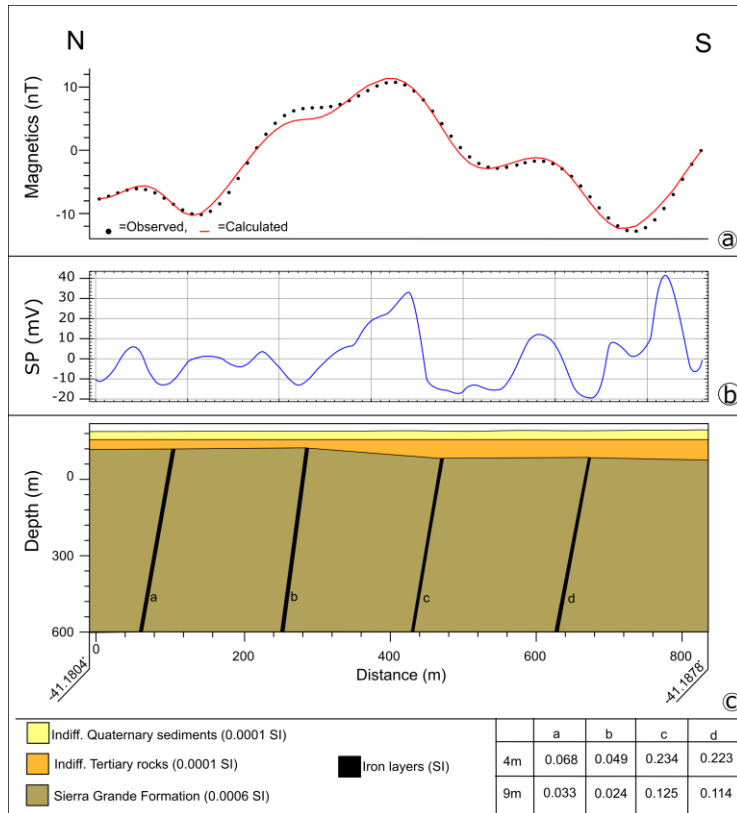 N
S
Magnetics (nT)
10
0
-10
=Observed, =Calculated
a
SP (mV)
40
30
20
10
0
-10
-20
b
Depth (m)
0
300
600
a
b
c
d
0
200
400
600
800
Distance (m)
-41.1804'
-41.1878'
c
Indiff. Quaternary sediments (0.0001 SI)
Indiff. Tertiary rocks (0.0001 SI)
Sierra Grande Formation (0.0006 SI)
Iron layers (SI)
a b c d
4m 0.068 0.049 0.234 0.223
9m 0.033 0.024 0.125 0.114